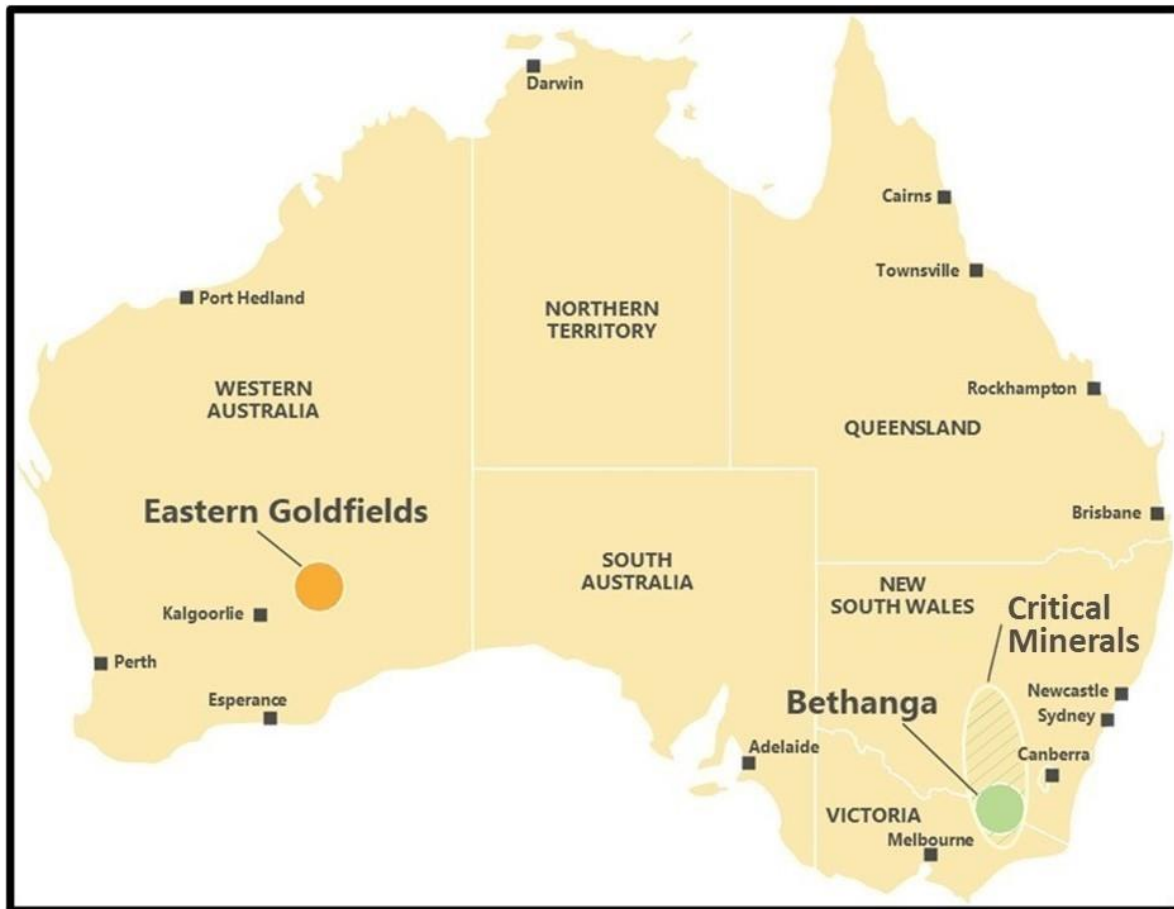 Darwin
Cairns
Townsville
Port Hedland
NORTHERN
TERRITORY
WESTERN
AUSTRALIA
Rockhampton
QUEENSLAND
Eastern Goldfields
Brisbane
SOUTH
AUSTRALIA
NEW
SOUTH WALES
Critical
Minerals
Kalgoorlie
Perth
Esperance
Newcastle
Bethanga
Sydney
Adelaide
Canberra
VICTORIA
Melbourne